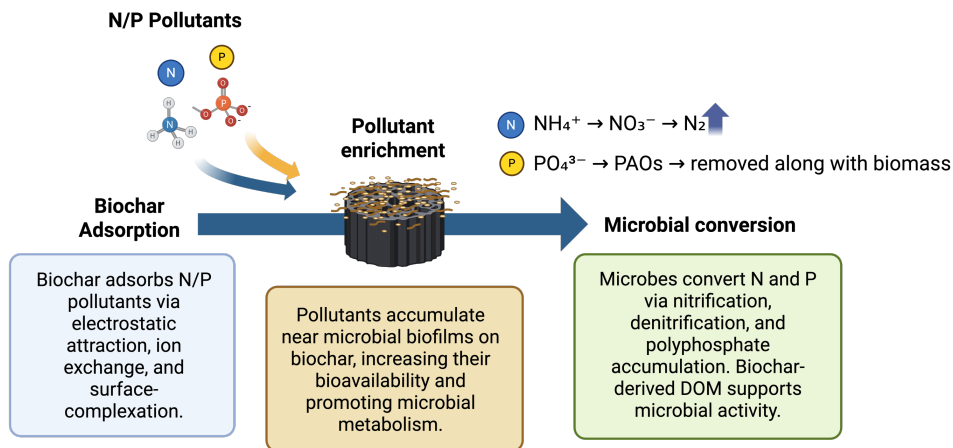 N/P Pollutants
N
P
H
N
H
H
H
O
P
O
O⁻
O⁻
Pollutant
enrichment
N NH₄⁺ → NO₃⁻ → N₂
P PO₄³⁻ → PAOs → removed along with biomass
Biochar
Adsorption
Microbial conversion
Biochar adsorbs N/P
pollutants via
electrostatic
attraction, ion
exchange, and
surface-
complexation.
Pollutants accumulate
near microbial biofilms on
biochar, increasing their
bioavailability and
promoting microbial
metabolism.
Microbes convert N and P
via nitrification,
denitrification, and
polyphosphate
accumulation. Biochar-
derived DOM supports
microbial activity.